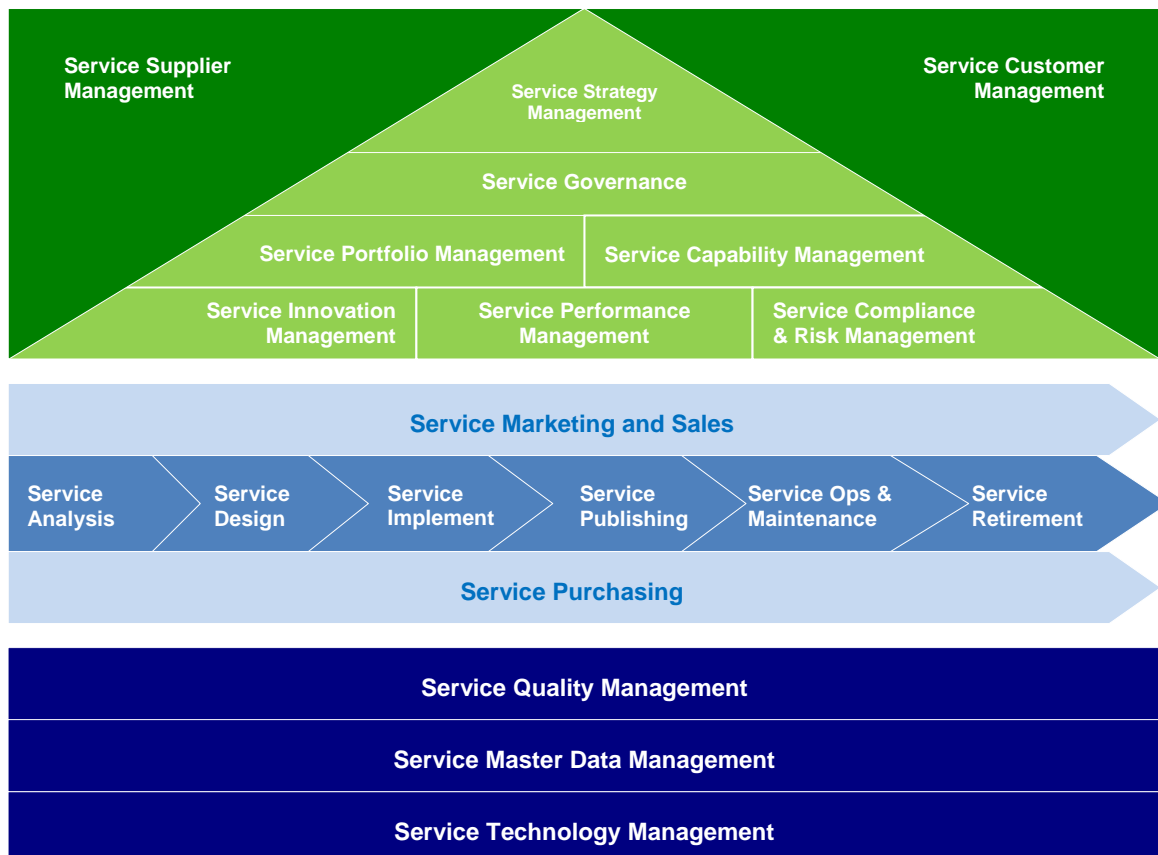 Service Supplier
Management
Service Customer
Management
Service Strategy
Management
Service Governance
Service Portfolio Management
Service Capability Management
Service Innovation
Management
Service Performance
Management
Service Compliance
& Risk Management
Service Marketing and Sales
Service
Analysis
Service
Design
Service
Implement
Service
Publishing
Service Ops &
Maintenance
Service
Retirement
Service Purchasing
Service Quality Management
Service Master Data Management
Service Technology Management